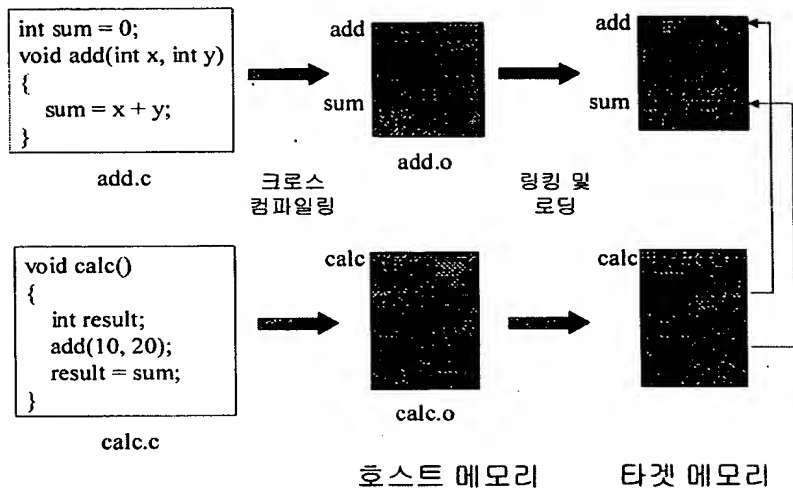 int sum = 0;
void add(int x, int y)
{
sum = x + y;
}
add.c
크로스
컴파일링
add
sum
add.o
링킹 및
로딩
add
sum
void calc()
{
int result;
add(10, 20);
result = sum;
}
calc.c
calc
calc.o
calc
호스트 메모리
타겟 메모리